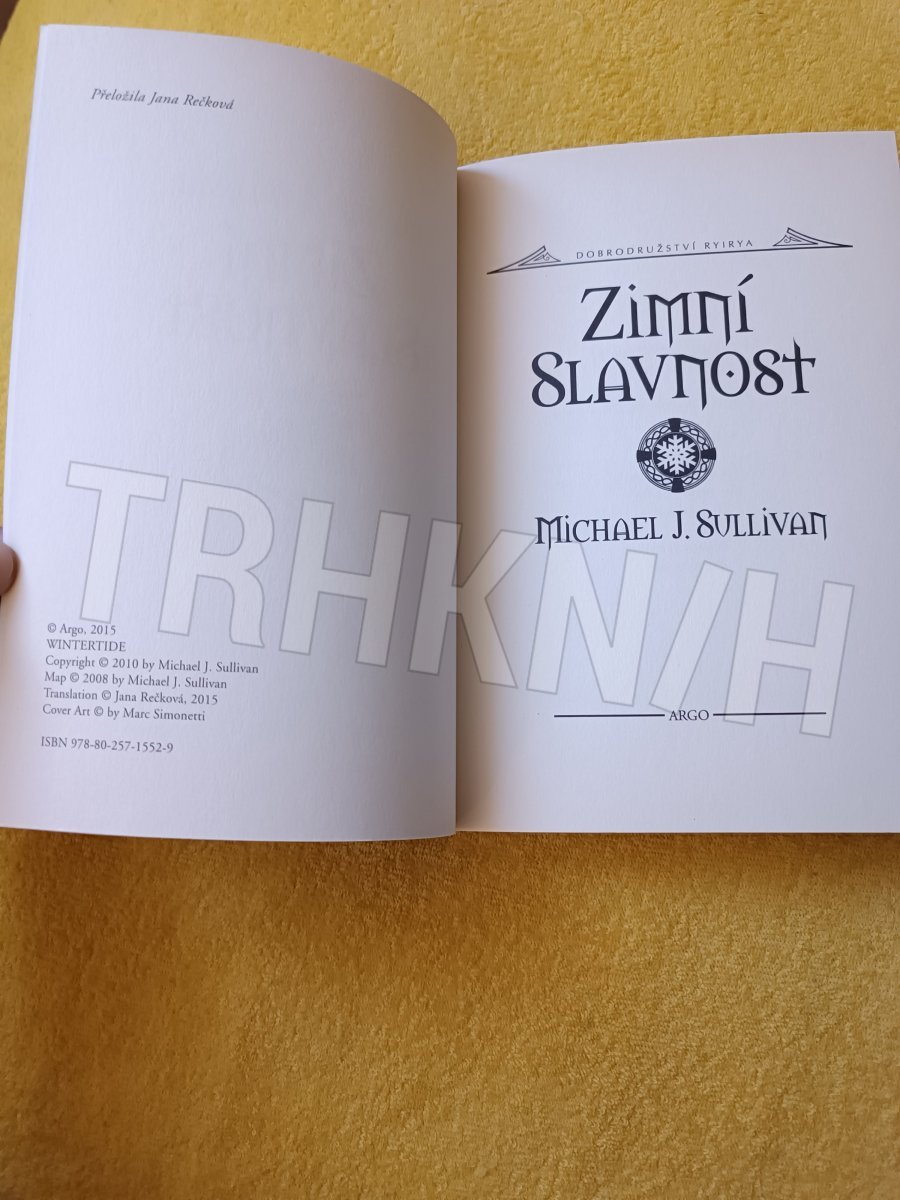 Přeložila Jana Rečková
© Argo, 2015
WINTERTIDE
Copyright © 2010 by Michael J. Sullivan
Map © 2008 by Michael J. Sullivan
Translation © Jana Rečková, 2015
Cover Art © by Marc Simonetti
ISBN 978-80-257-1552-9
DOBRODRUŽSTVÍ RYIRYA
Zimní
Slavnost
Michael J. Sullivan
ARGO
TRHKN/H